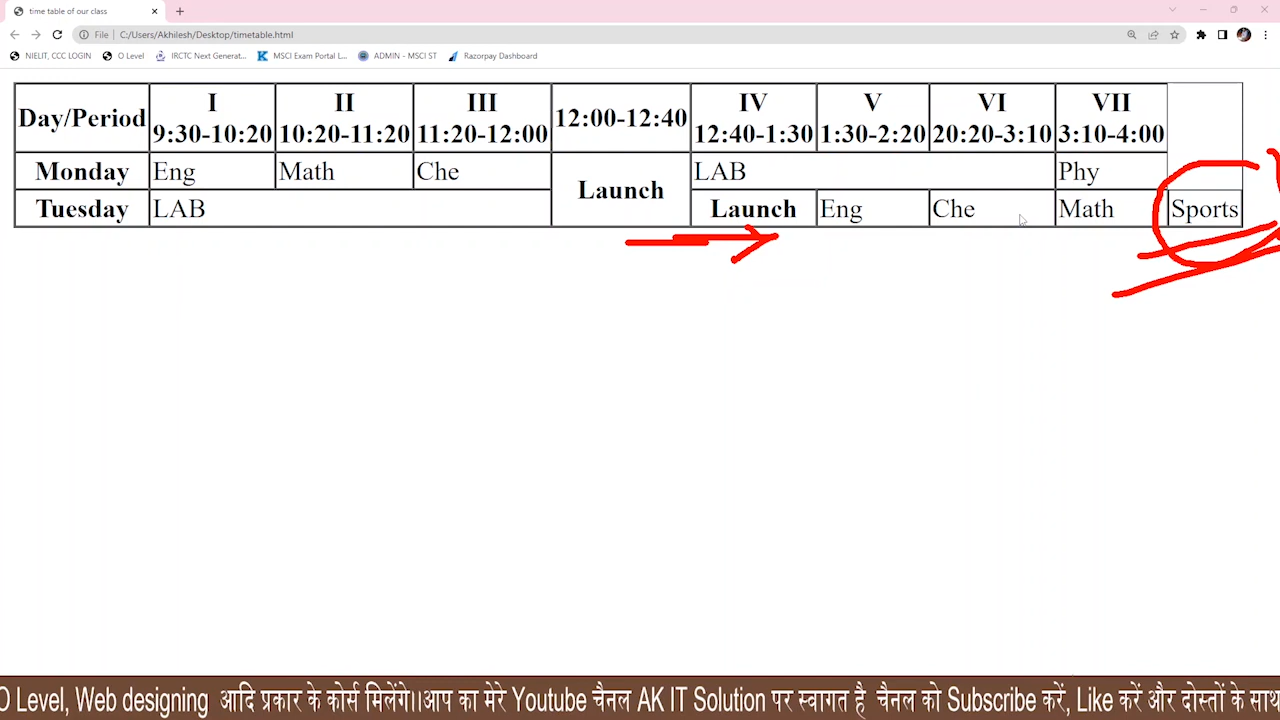 time table of our class
File C:/Users/Akhilesh/Desktop/timetable.html
NIELIT, CCC LOGIN O Level IRCTC Next Generat... MSCI Exam Portal L... ADMIN - MSCI ST Razorpay Dashboard
Day/Period I II III 12:00-12:40 IV V VI VII
9:30-10:20 10:20-11:20 11:20-12:00 12:40-1:30 1:30-2:20 20:20-3:10 3:10-4:00
Monday Eng Math Che Launch LAB Phy
Tuesday LAB Launch Eng Che Math Sports
O Level, Web designing आदि प्रकार के कोर्स मिलेंगे।।आप का मेरे Youtube चैनल AK IT Solution पर स्वागत है चैनल को Subscribe करें, Like करें और दोस्तों के साथ